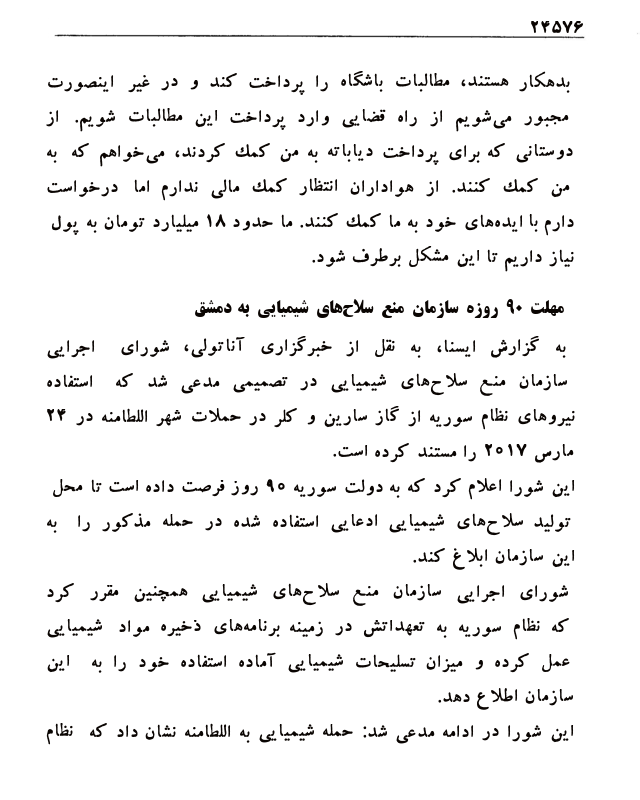 ۲۴۵۷۶
بدهکار هستند، مطالبات باشگاه را پرداخت کند و در غیر اینصورت
مجبور می‌شویم از راه قضایی وارد پرداخت این مطالبات شویم. از
دوستانی که برای پرداخت دیاباته به من کمك کردند، می‌خواهم که به
من کمك کنند. از هواداران انتظار کمك مالی ندارم اما درخواست
دارم با ایده‌های خود به ما کمك کنند. ما حدود ۱۸ میلیارد تومان به پول
نیاز داریم تا این مشکل برطرف شود.
مهلت ۹۰ روزه سازمان منع سلاح‌های شیمیایی به دمشق
به گزارش ایسنا، به نقل از خبرگزاری آناتولی، شورای اجرایی
سازمان منع سلاح‌های شیمیایی در تصمیمی مدعی شد که استفاده
نیروهای نظام سوریه از گاز سارین و کلر در حملات شهر اللطامنه در ۲۴
مارس ۲۰۱۷ را مستند کرده است.
این شورا اعلام کرد که به دولت سوریه ۹۰ روز فرصت داده است تا محل
تولید سلاح‌های شیمیایی ادعایی استفاده شده در حمله مذکور را به
این سازمان ابلاغ کند.
شورای اجرایی سازمان منع سلاح‌های شیمیایی همچنین مقرر کرد
که نظام سوریه به تعهداتش در زمینه برنامه‌های ذخیره مواد شیمیایی
عمل کرده و میزان تسلیحات شیمیایی آماده استفاده خود را به این
سازمان اطلاع دهد.
این شورا در ادامه مدعی شد: حمله شیمیایی به اللطامنه نشان داد که نظام